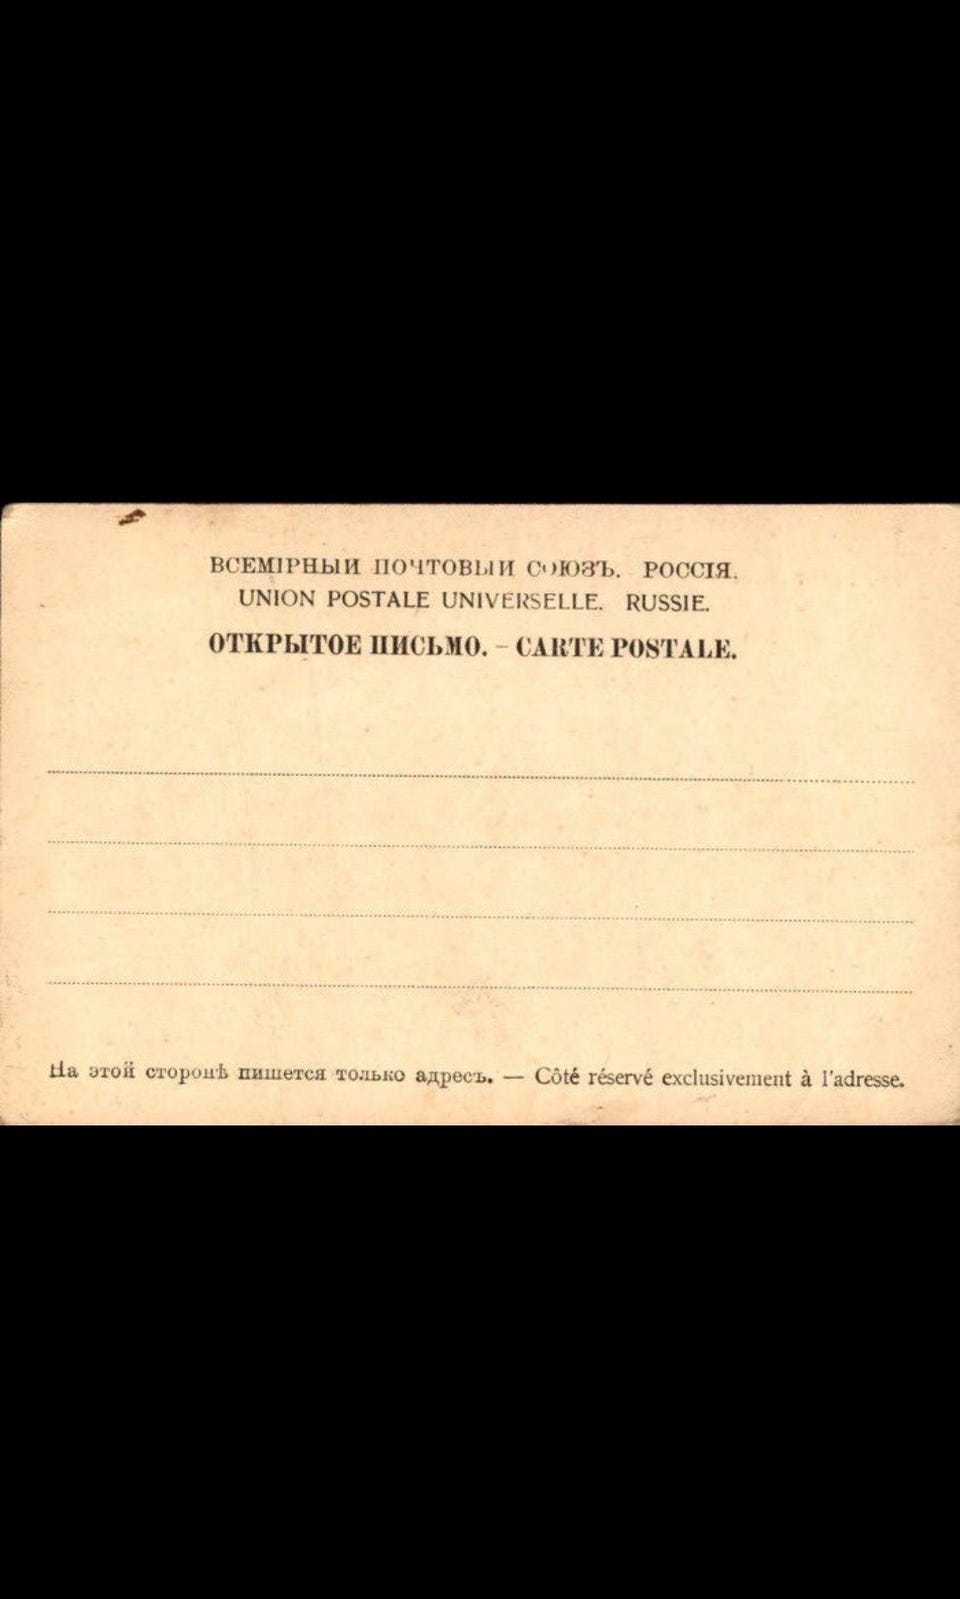 ВСЕМІРНЫЙ ПОЧТОВЫЙ СОЮЗЪ. РОССІЯ.
UNION POSTALE UNIVERSELLE. RUSSIE.
ОТКРЫТОЕ ПИСЬМО. – CARTE POSTALE.
На этой сторонѣ пишется только адресъ. — Côté réservé exclusivement à l'adresse.